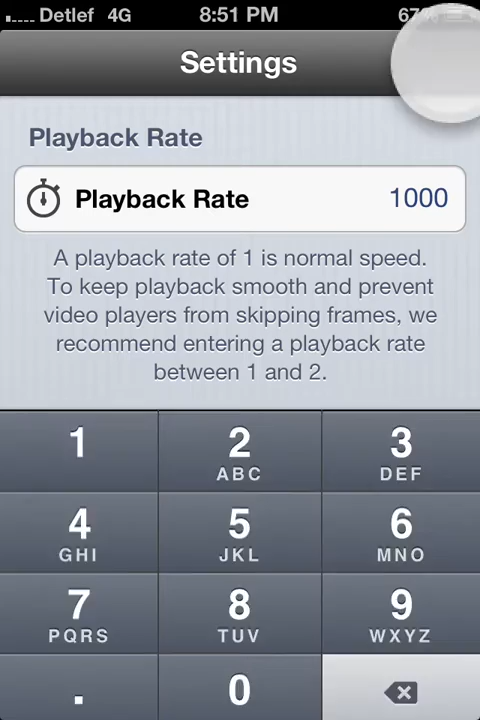 ..... Detlef 4G 8:51 PM 67
Settings
Playback Rate
Playback Rate 1000
A playback rate of 1 is normal speed.
To keep playback smooth and prevent
video players from skipping frames, we
recommend entering a playback rate
between 1 and 2.
1 2 3
ABC DEF
4 5 6
GHI JKL MNO
7 8 9
PQRS TUV WXYZ
. 0